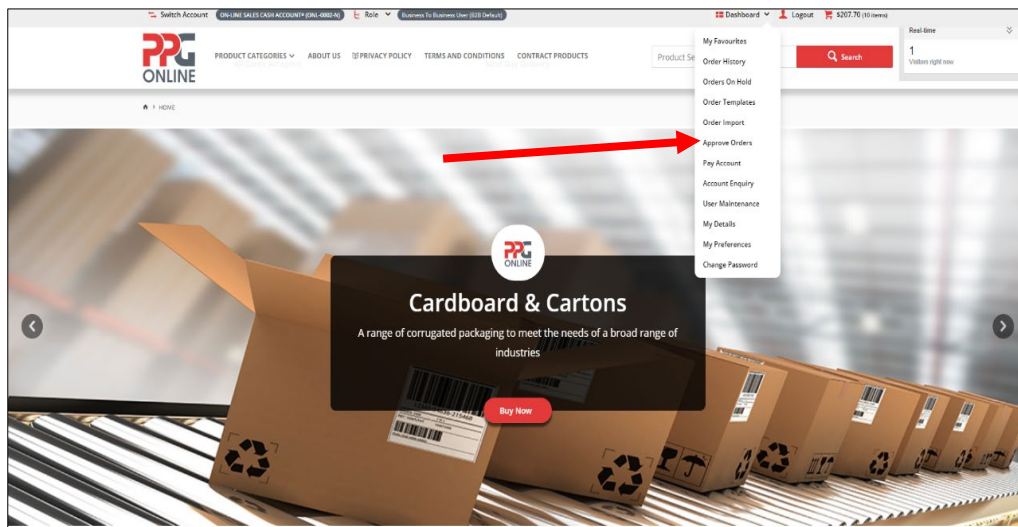 Switch Account ON-LINE SALES CASH ACCOUNT* (ONL-0002-N) Role Business To Business User (B2B Default) Dashboard Logout $207.70 (10 items)
Real-time
1
Visitors right now
PPG
ONLINE
PRODUCT CATEGORIES ABOUT US PRIVACY POLICY TERMS AND CONDITIONS CONTRACT PRODUCTS
Product Se
Search
HOME
My Favourites
Order History
Orders On Hold
Order Templates
Order Import
Approve Orders
Pay Account
Account Enquiry
User Maintenance
My Details
My Preferences
Change Password
PPG
ONLINE
Cardboard & Cartons
A range of corrugated packaging to meet the needs of a broad range of
industries
Buy Now